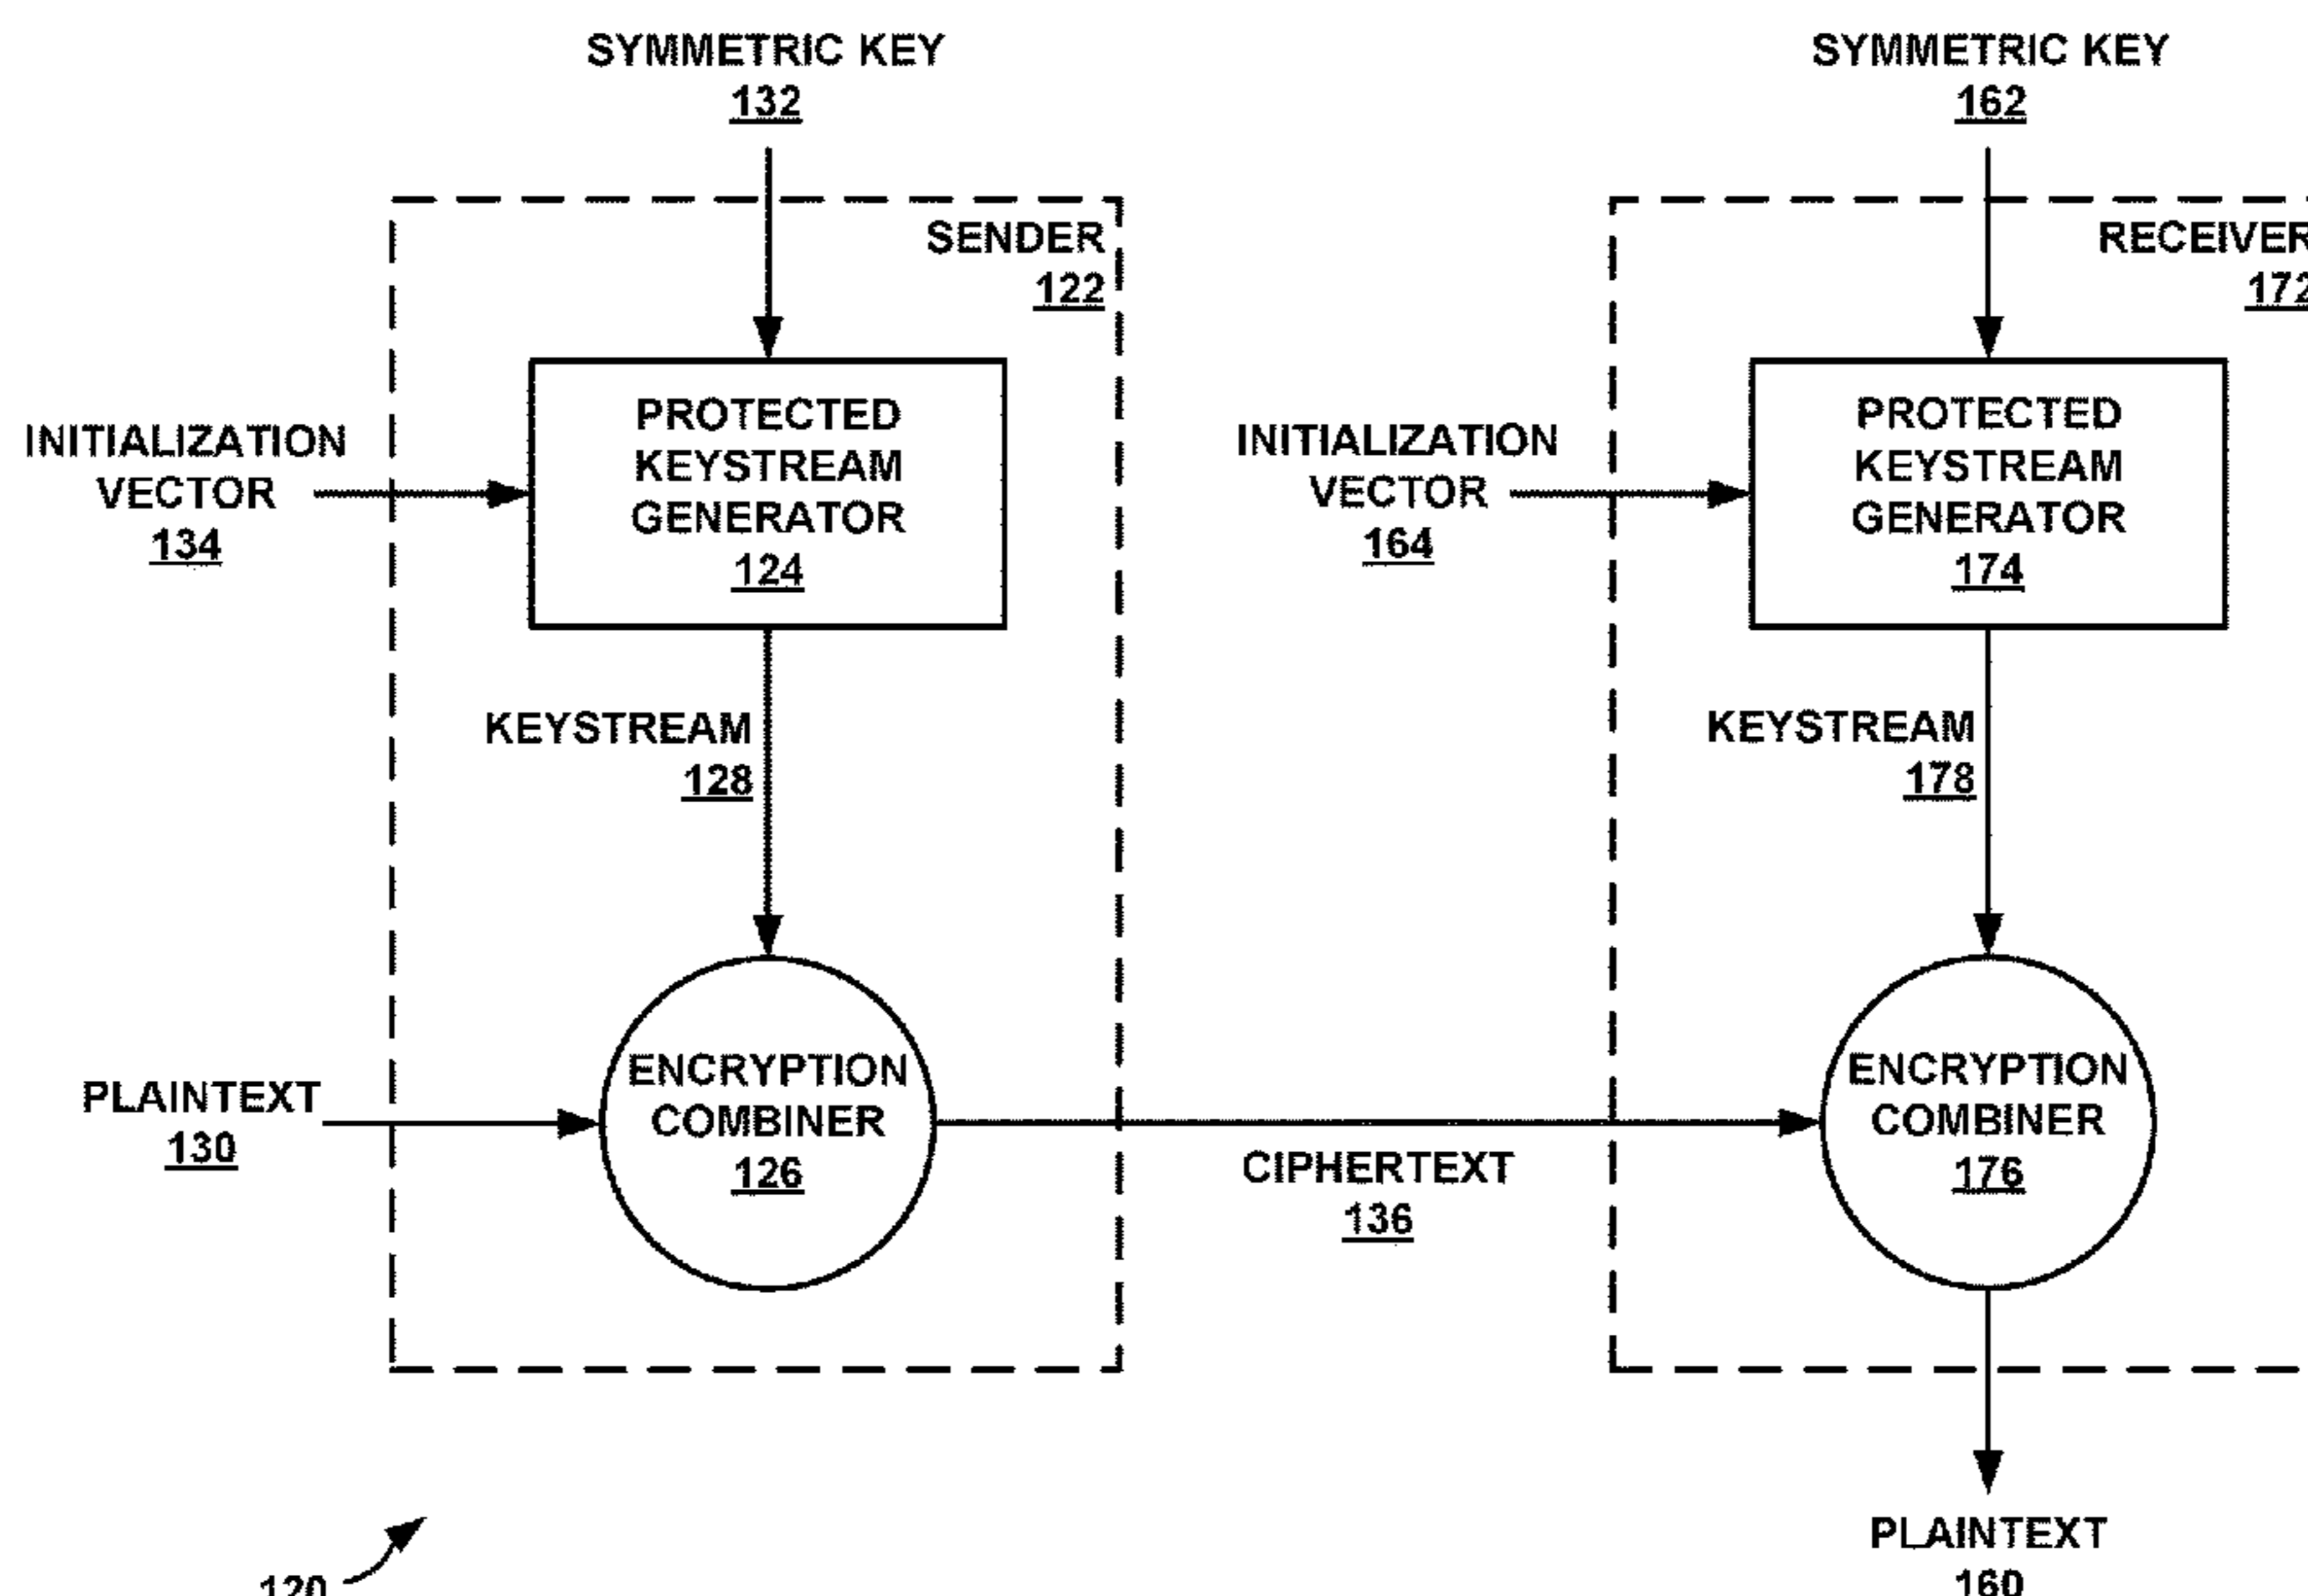 SYMMETRIC KEY
132
SYMMETRIC KEY
162
SENDER
122
RECEIVER
172
INITIALIZATION
VECTOR
134
PROTECTED
KEYSTREAM
GENERATOR
124
INITIALIZATION
VECTOR
164
PROTECTED
KEYSTREAM
GENERATOR
174
KEYSTREAM
128
KEYSTREAM
178
PLAINTEXT
130
ENCRYPTION
COMBINER
126
CIPHERTEXT
136
ENCRYPTION
COMBINER
176
PLAINTEXT
160
120